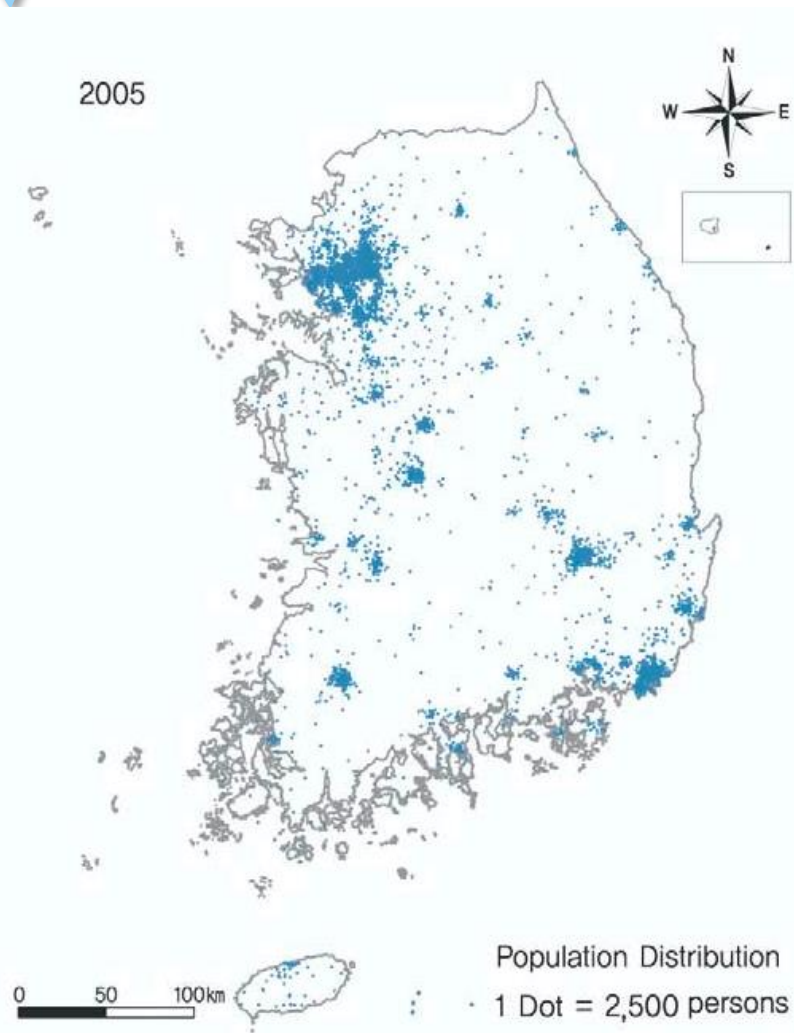 2005
N
W E
S
0 50 100km
Population Distribution
1 Dot = 2,500 persons